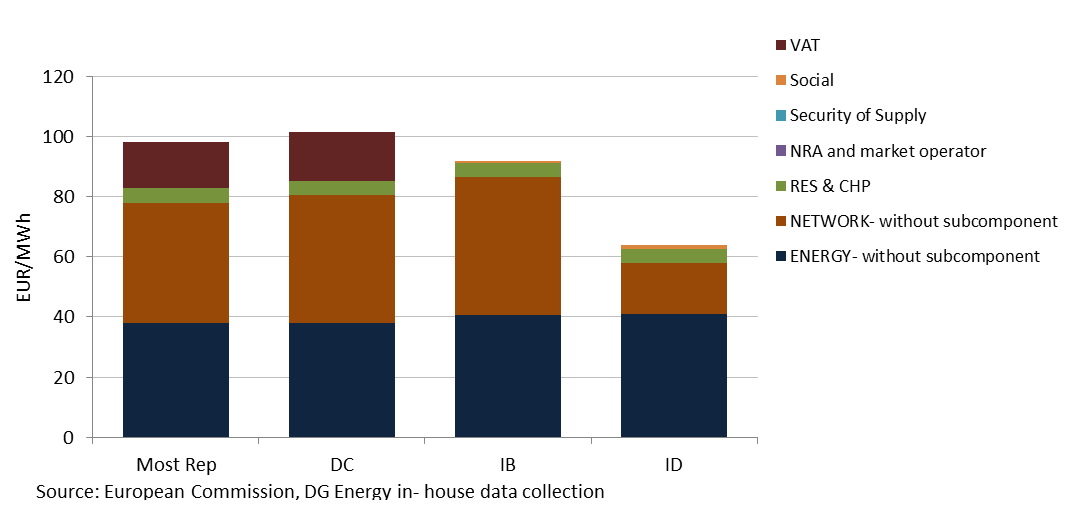 VAT
Social
Security of Supply
NRA and market operator
RES & CHP
NETWORK- without subcomponent
ENERGY- without subcomponent
EUR/MWh
120
100
80
60
40
20
0
Most Rep DC IB ID
Source: European Commission, DG Energy in- house data collection